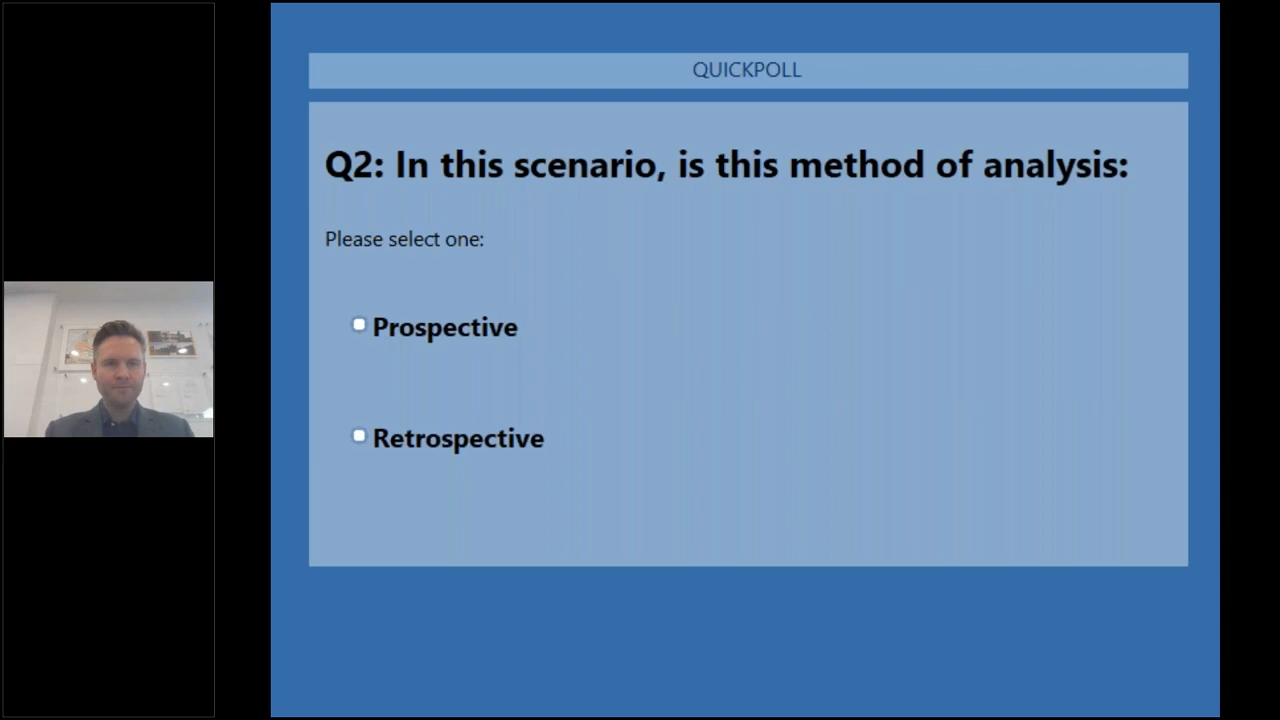 QUICKPOLL
Q2: In this scenario, is this method of analysis:
Please select one:
Prospective
Retrospective